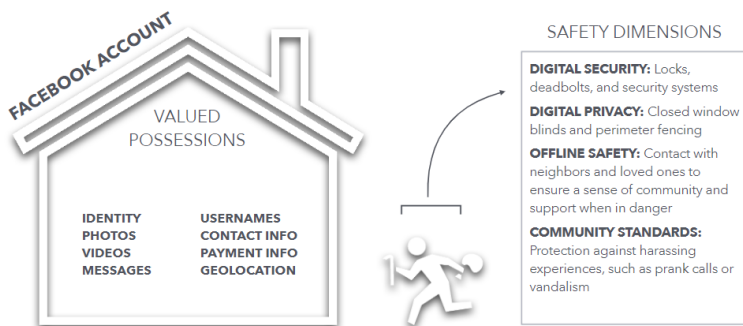 FACEBOOK ACCOUNT
VALUED
POSSESSIONS
IDENTITY
PHOTOS
VIDEOS
MESSAGES
USERNAMES
CONTACT INFO
PAYMENT INFO
GEOLOCATION
SAFETY DIMENSIONS
DIGITAL SECURITY: Locks,
deadbolts, and security systems
DIGITAL PRIVACY: Closed window
blinds and perimeter fencing
OFFLINE SAFETY: Contact with
neighbors and loved ones to
ensure a sense of community and
support when in danger
COMMUNITY STANDARDS:
Protection against harassing
experiences, such as prank calls or
vandalism